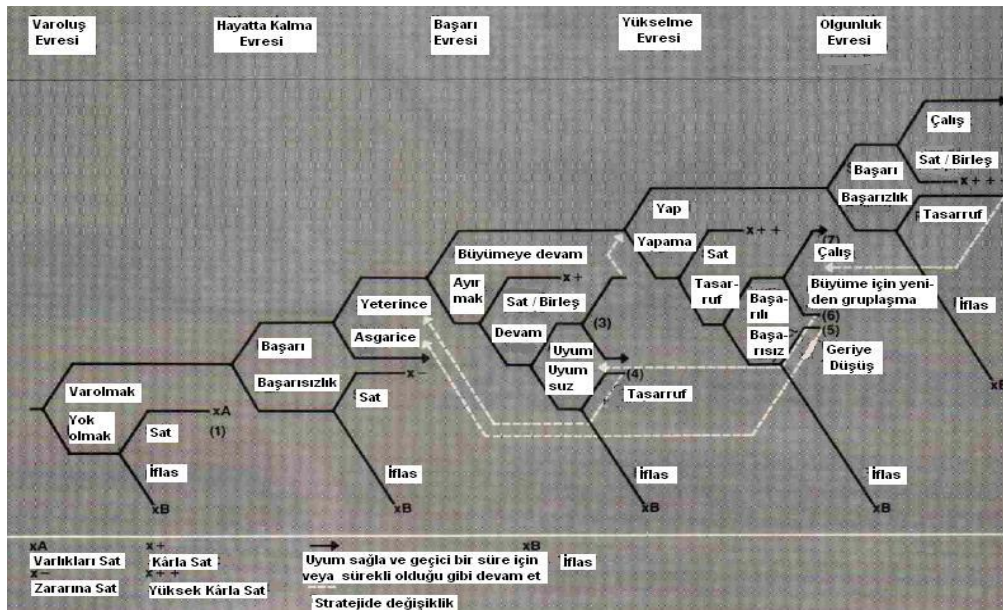 Varoluş
Evresi
Hayatta Kalma
Evresi
Başarı
Evresi
Yükselme
Evresi
Olgunluk
Evresi
Çalış
Sat / Birleş
x++
Başarı
Başarızlık
Tasarruf
Yap
Yapama
x++
Sat
(7)
Çalış
Büyümeye devam
Ayır
mak
x+
Sat / Birleş
Tasar-
ruf
Başa-
rılı
Büyüme için yeni-
den gruplaşma
İflas
Yeterince
Asgarice
Devam
(3)
(6)
(5)
Başa-
rısız
Uyum
Uyum
suz
(4)
Tasarruf
Geriye
Düşüş
xB
Başarı
Başarısızlık
x-
Sat
Varolmak
Yok
olmak
xA
(1)
Sat
İflas
xB
İflas
xB
İflas
xB
İflas
xB
xA
Varlıkları Sat
x-
Zararına Sat
x+
Kârla Sat
x++
Yüksek Kârla Sat
Uyum sağla ve geçici bir süre için
veya sürekli olduğu gibi devam et
Stratejide değişiklik
xB
İflas